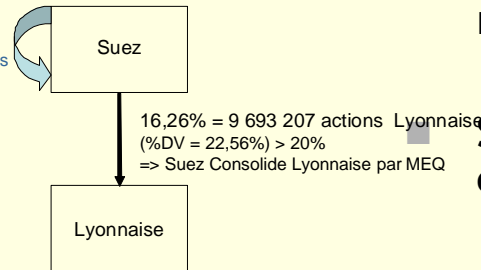 Suez
s
16,26% = 9 693 207 actions Lyonnaise
(%DV = 22,56%) > 20%
=> Suez Consolide Lyonnaise par MEQ
Lyonnaise